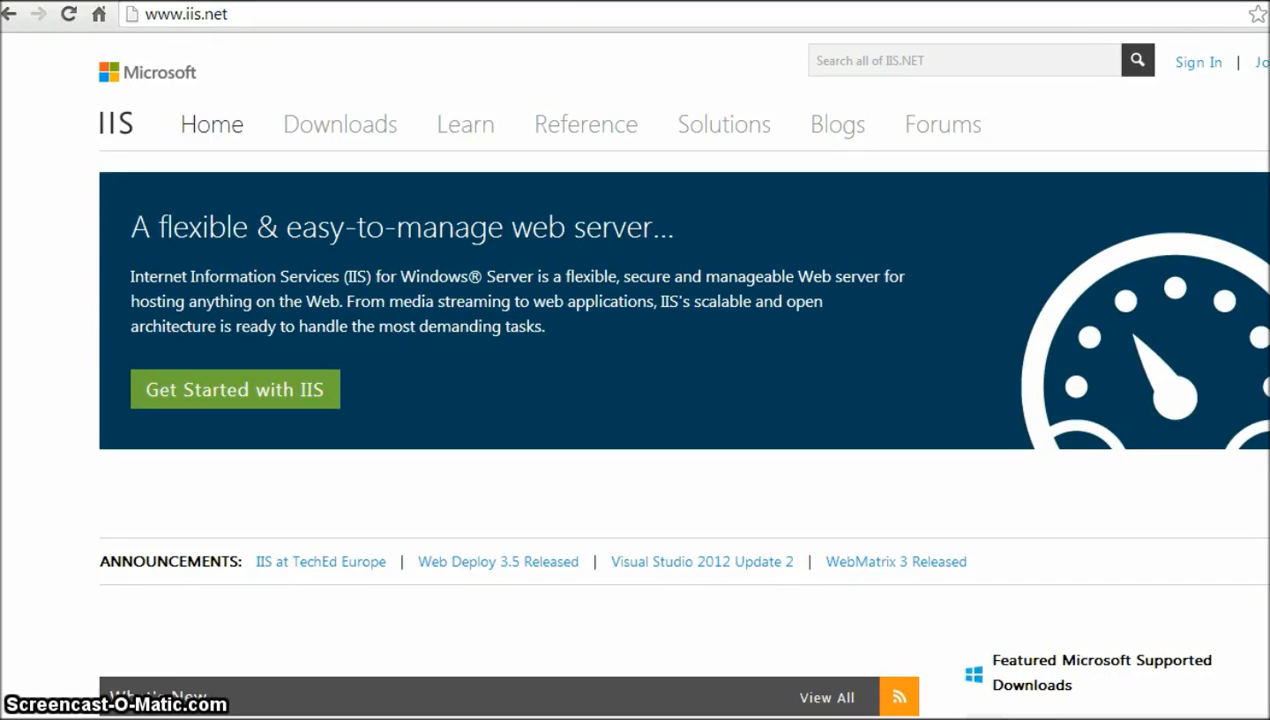 www.iis.net
Microsoft
Search all of IIS.NET
Sign In | Jo
IIS Home Downloads Learn Reference Solutions Blogs Forums
A flexible & easy-to-manage web server...
Internet Information Services (IIS) for Windows® Server is a flexible, secure and manageable Web server for
hosting anything on the Web. From media streaming to web applications, IIS's scalable and open
architecture is ready to handle the most demanding tasks.
Get Started with IIS
ANNOUNCEMENTS: IIS at TechEd Europe | Web Deploy 3.5 Released | Visual Studio 2012 Update 2 | WebMatrix 3 Released
Featured Microsoft Supported
Downloads
What's New
View All
Screencast-O-Matic.com